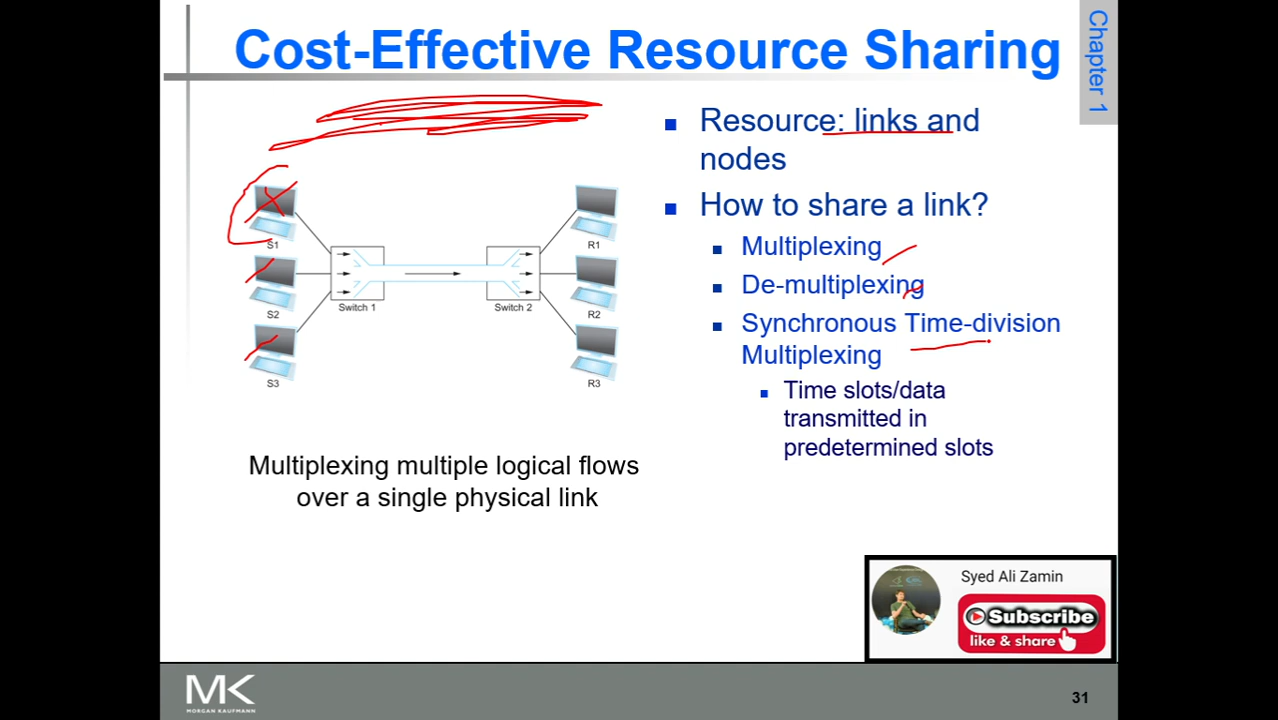 Cost-Effective Resource Sharing
Chapter 1
Resource: links and
nodes
How to share a link?
Multiplexing
De-multiplexing
Synchronous Time-division
Multiplexing
Time slots/data
transmitted in
predetermined slots
S1
R1
Switch 1
Switch 2
S2
R2
S3
R3
Multiplexing multiple logical flows
over a single physical link
Syed Ali Zamin
Subscribe
like & share
MK
MORGAN KAUFMANN
31